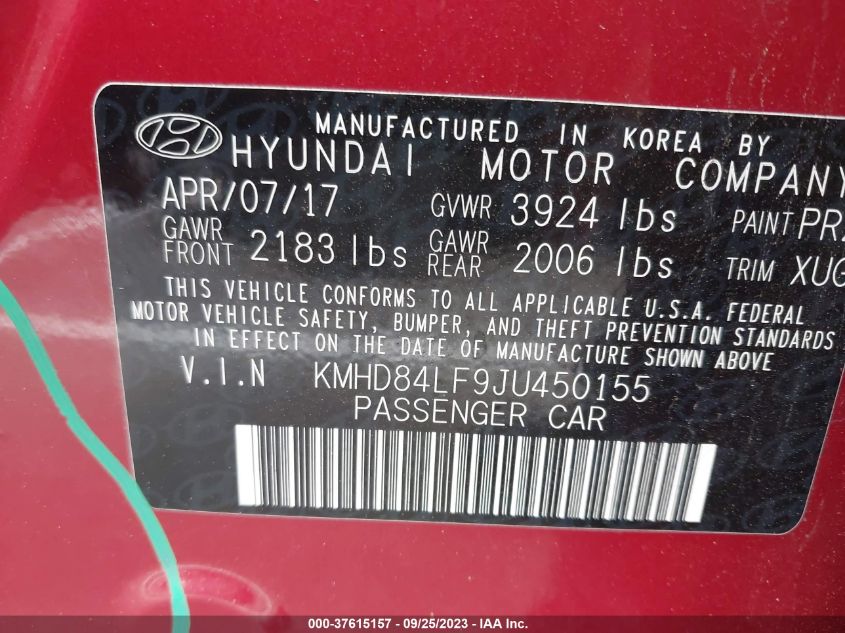 MANUFACTURED IN KOREA BY
HYUNDAI MOTOR COMPANY
APR/07/17 GVWR 3924 lbs PAINT
GAWR FRONT 2183 lbs GAWR REAR 2006 lbs TRIM
THIS VEHICLE CONFORMS TO ALL APPLICABLE U.S.A. FEDERAL
MOTOR VEHICLE SAFETY, BUMPER, AND THEFT PREVENTION STANDARDS
IN EFFECT ON THE DATE OF MANUFACTURE SHOWN ABOVE
V.I.N KMHD84LF9JU450155
PASSENGER CAR
000-37615157 - 09/25/2023 - IAA Inc.